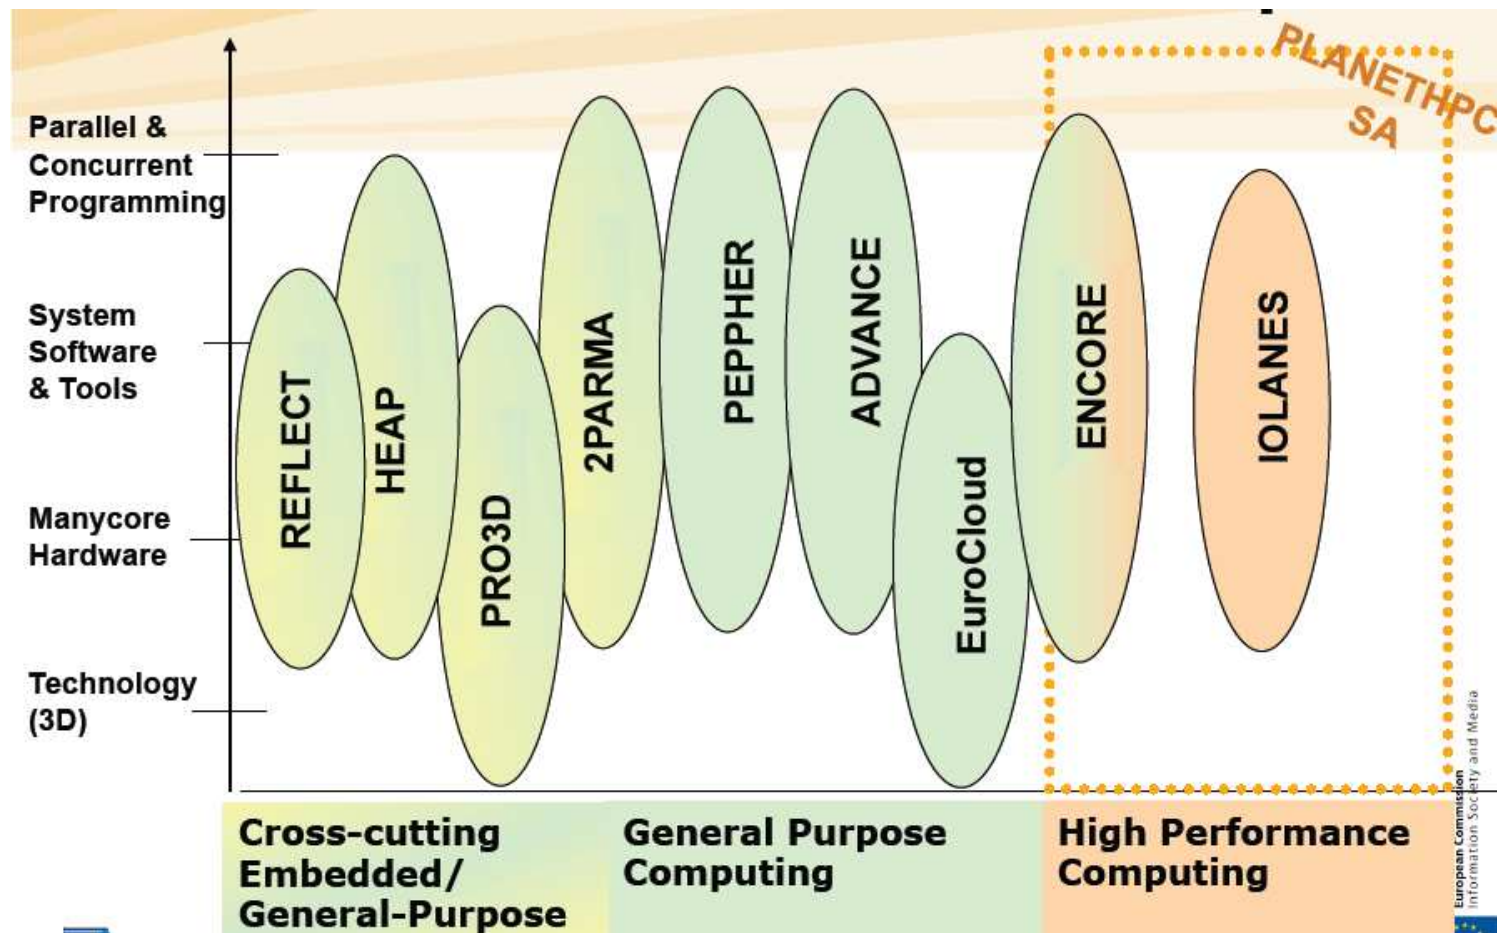 PLANETHPC
SA
Parallel &
Concurrent
Programming
System
Software
& Tools
Manycore
Hardware
Technology
(3D)
REFLECT
HEAP
PRO3D
2PARMA
PEPPHER
ADVANCE
EuroCloud
ENCORE
IOLANES
Cross-cutting
Embedded/
General-Purpose
General Purpose
Computing
High Performance
Computing
European Commission
Information Society and Media